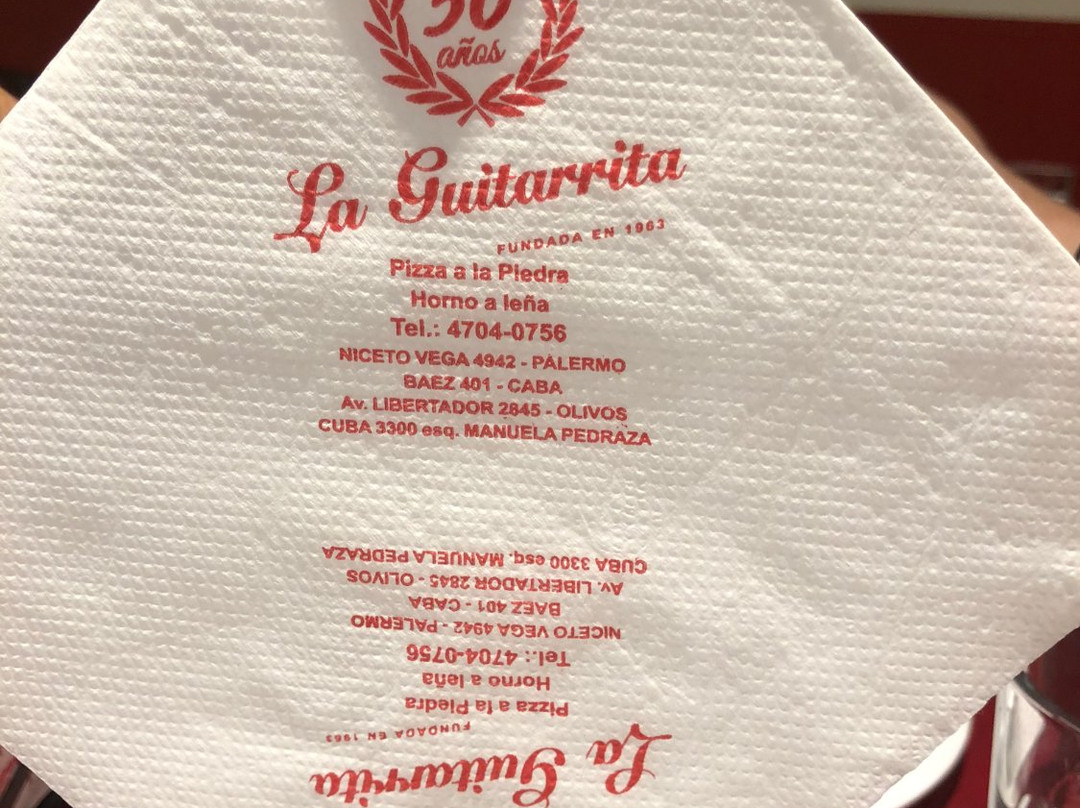 50
años
La Guitarrita
FUNDADA EN 1963
Pizza a la Piedra
Horno a leña
Tel.: 4704-0756
NICETO VEGA 4942 - PALERMO
BAEZ 401 - CABA
Av. LIBERTADOR 2845 - OLIVOS
CUBA 3300 esq. MANUELA PEDRAZA
La Guitarrita
FUNDADA EN 1963
Pizza a la Piedra
Horno a leña
Tel.: 4704-0756
NICETO VEGA 4942 - PALERMO
BAEZ 401 - CABA
Av. LIBERTADOR 2845 - OLIVOS
CUBA 3300 esq. MANUELA PEDRAZA